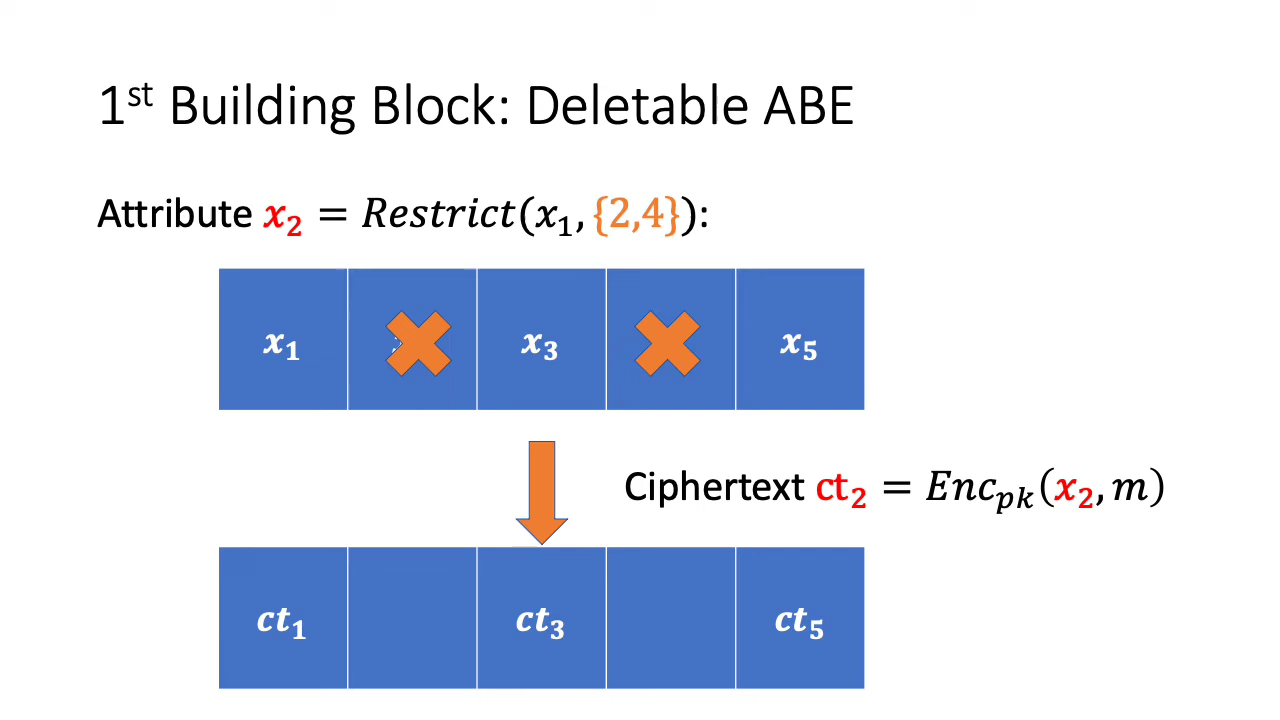 1st Building Block: Deletable ABE
Attribute x₂ = Restrict(x₁, {2,4}):
x₁ x₃ x₅
Ciphertext ct₂ = Enc_pk(x₂, m)
ct₁ ct₃ ct₅